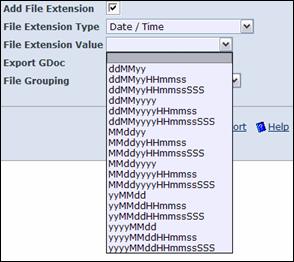 Add File Extension
File Extension Type Date / Time
File Extension Value
Export GDoc
File Grouping
ddMMyy
ddMMyyHHmmss
ddMMyyHHmmssSSS
ddMMyyyy
ddMMyyyyHHmmss
ddMMyyyyHHmmssSSS
MMddyy
MMddyyHHmmss
MMddyyHHmmssSSS
MMddyyyy
MMddyyyyHHmmss
MMddyyyyHHmmssSSS
yyMMdd
yyMMddHHmmss
yyMMddHHmmssSSS
yyyyMMdd
yyyyMMddHHmmss
yyyyMMddHHmmssSSS
ort Help